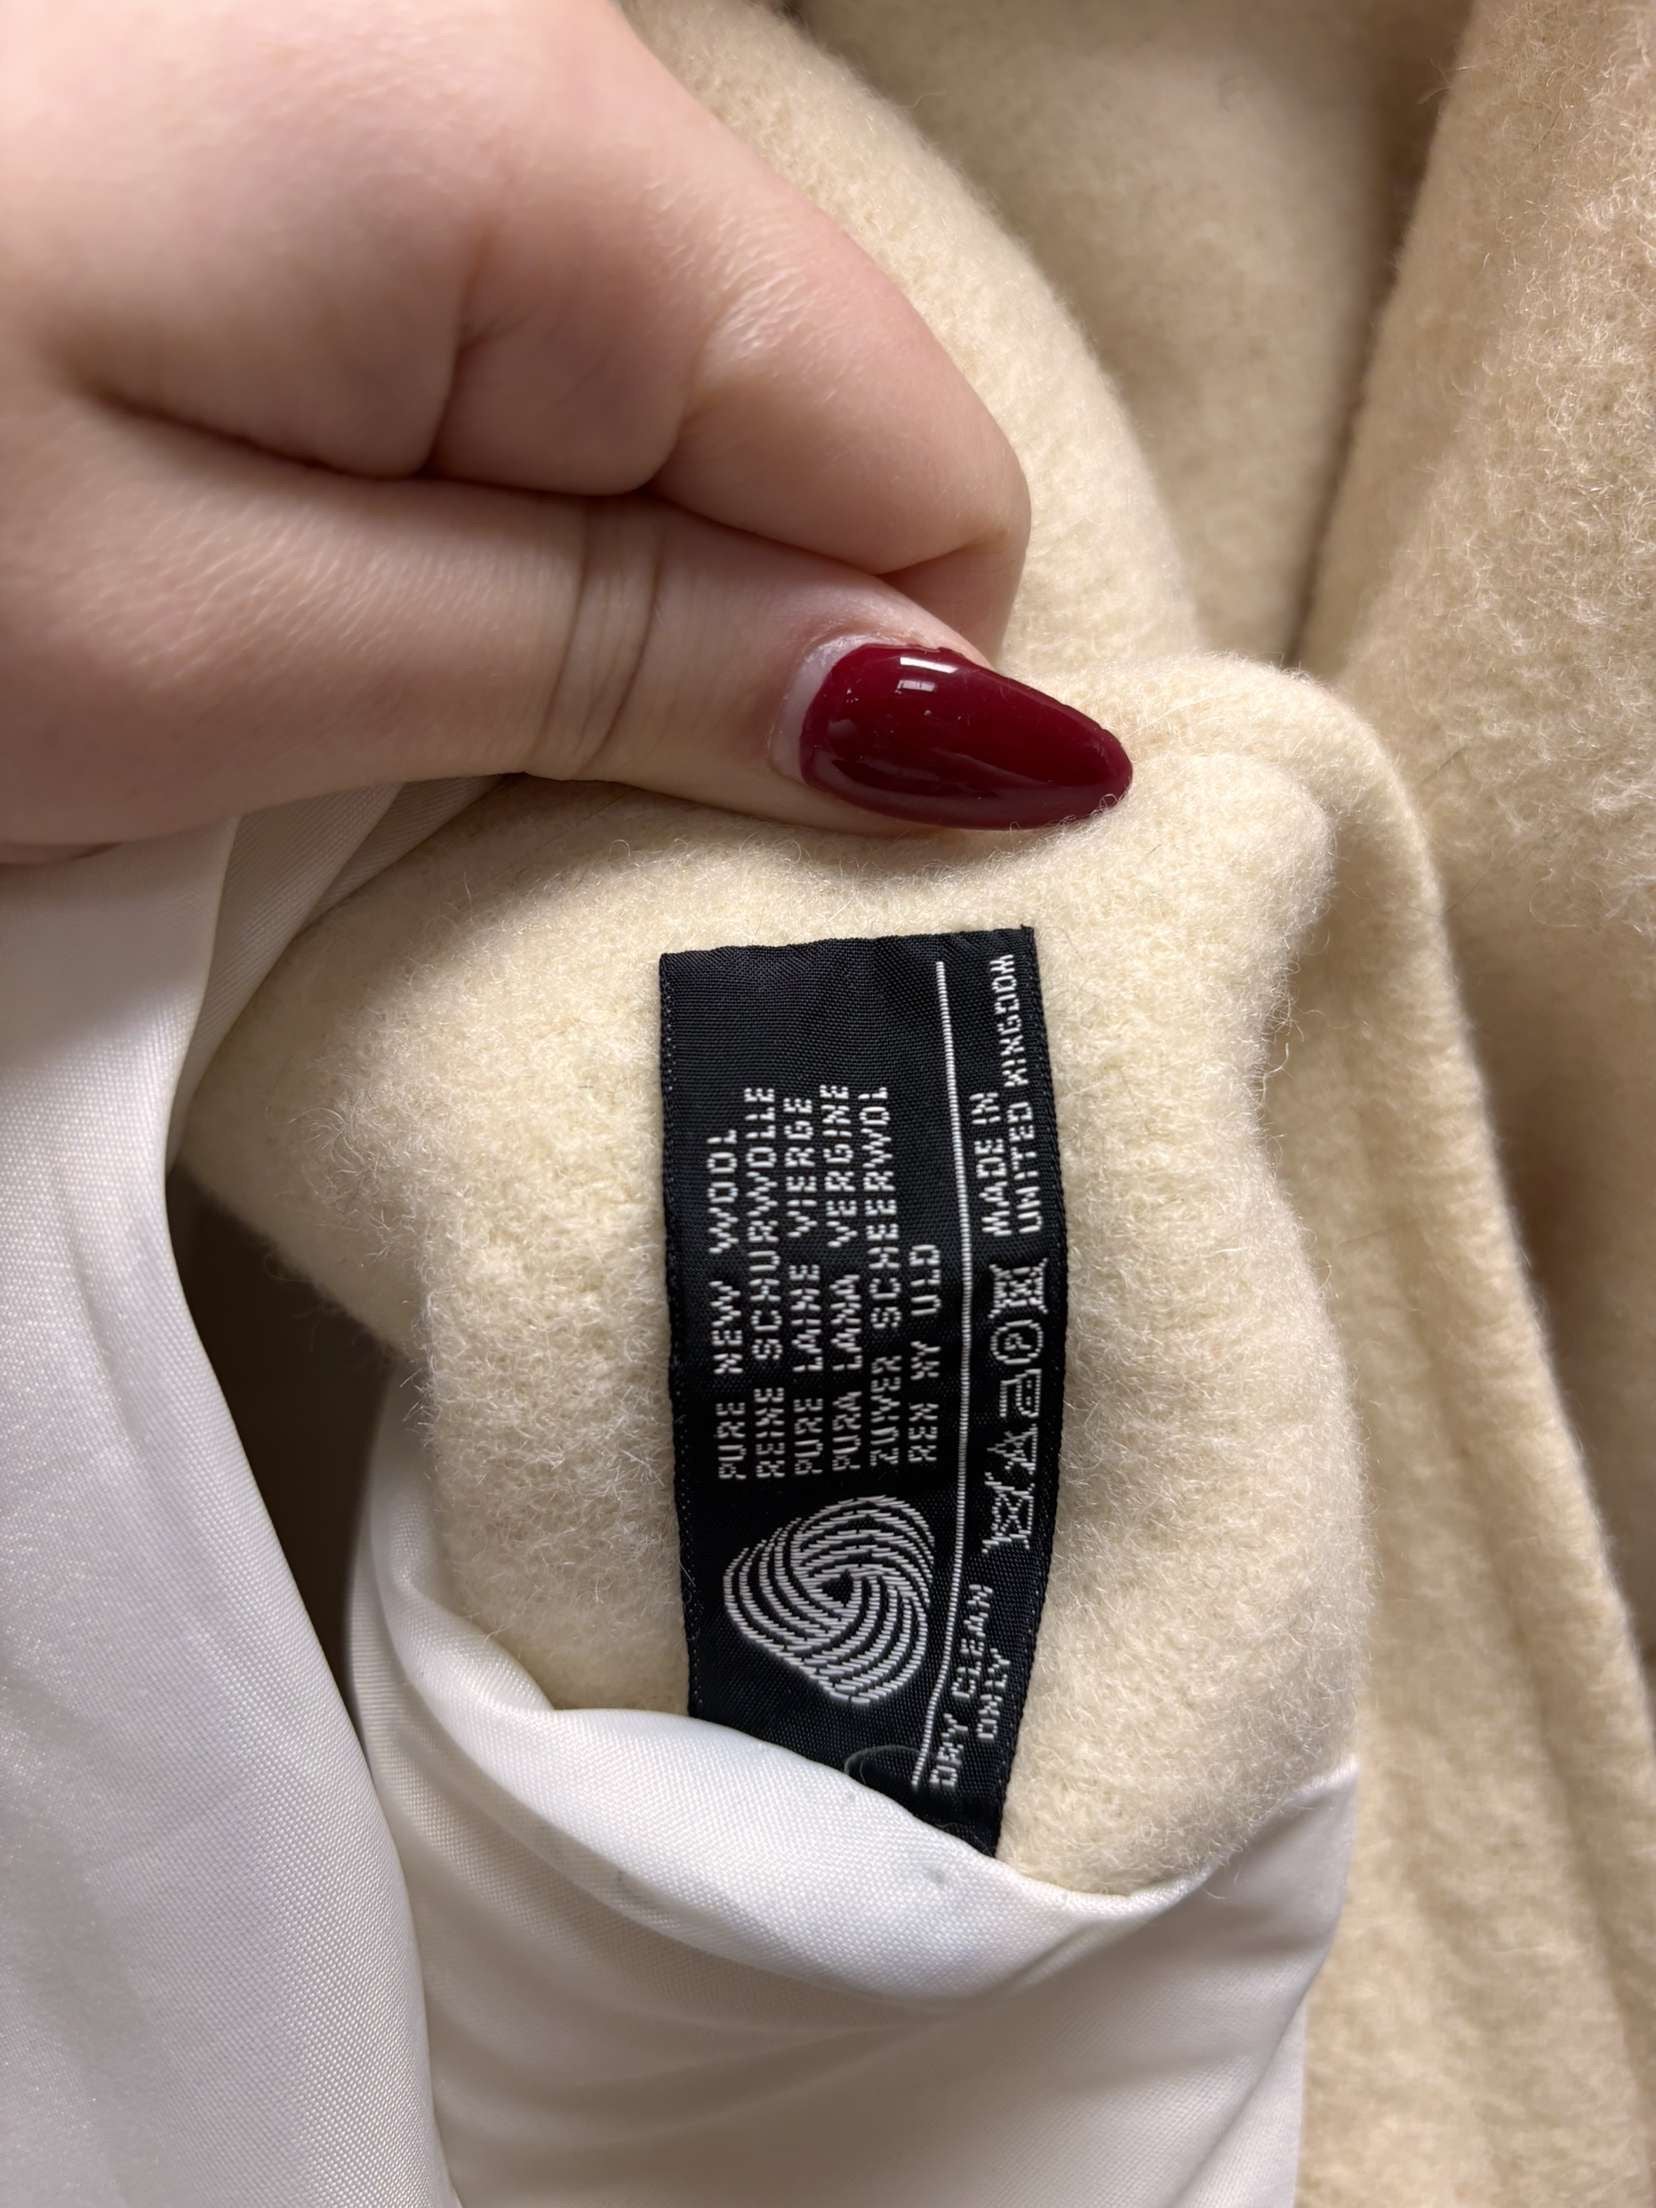 PURE NEW WOOL
REINE SCHURWOLLE
PURE LAINE VIERGE
PURA LANA VERGINE
ZUIVER SCHEERWOL
REN NY ULD
DRY CLEAN
ONLY
P
MADE IN
UNITED KINGDOM